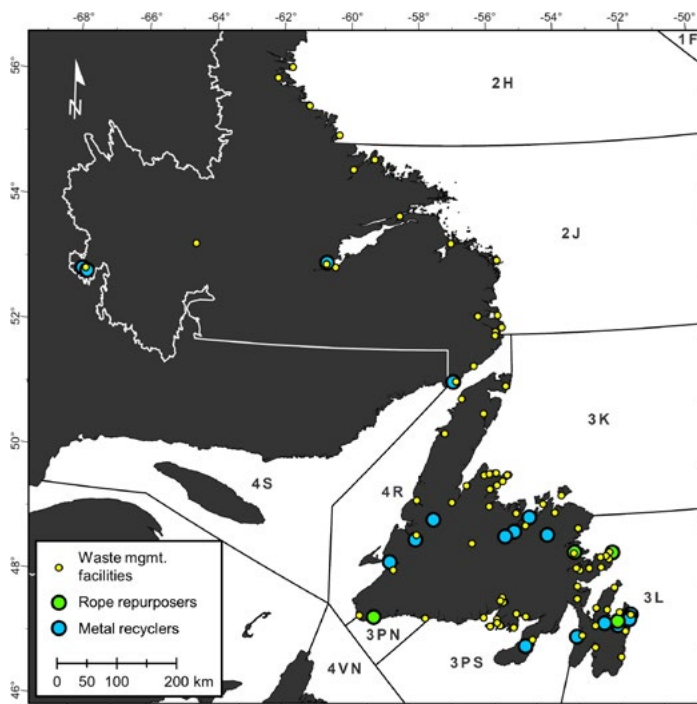 -68° -66° -64° -62° -60° -58° -56° -54° -52°
1F
56°
2H
N
54°
2J
52°
50°
3K
4S
4R
48°
3L
3PN
3PS
4VN
46°
Waste mgmt.
facilities
Rope repurposers
Metal recyclers
0 50 100 200 km